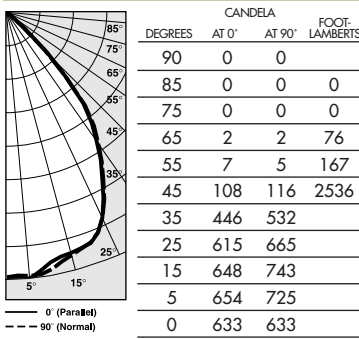 85°
75°
65°
55°
45°
35°
25°
5° 15°
0° (Parallel)
90° (Normal)
CANDELA
DEGREES AT 0° AT 90° FOOT-LAMBERTS
90 0 0
85 0 0 0
75 0 0 0
65 2 2 76
55 7 5 167
45 108 116 2536
35 446 532
25 615 665
15 648 743
5 654 725
0 633 633